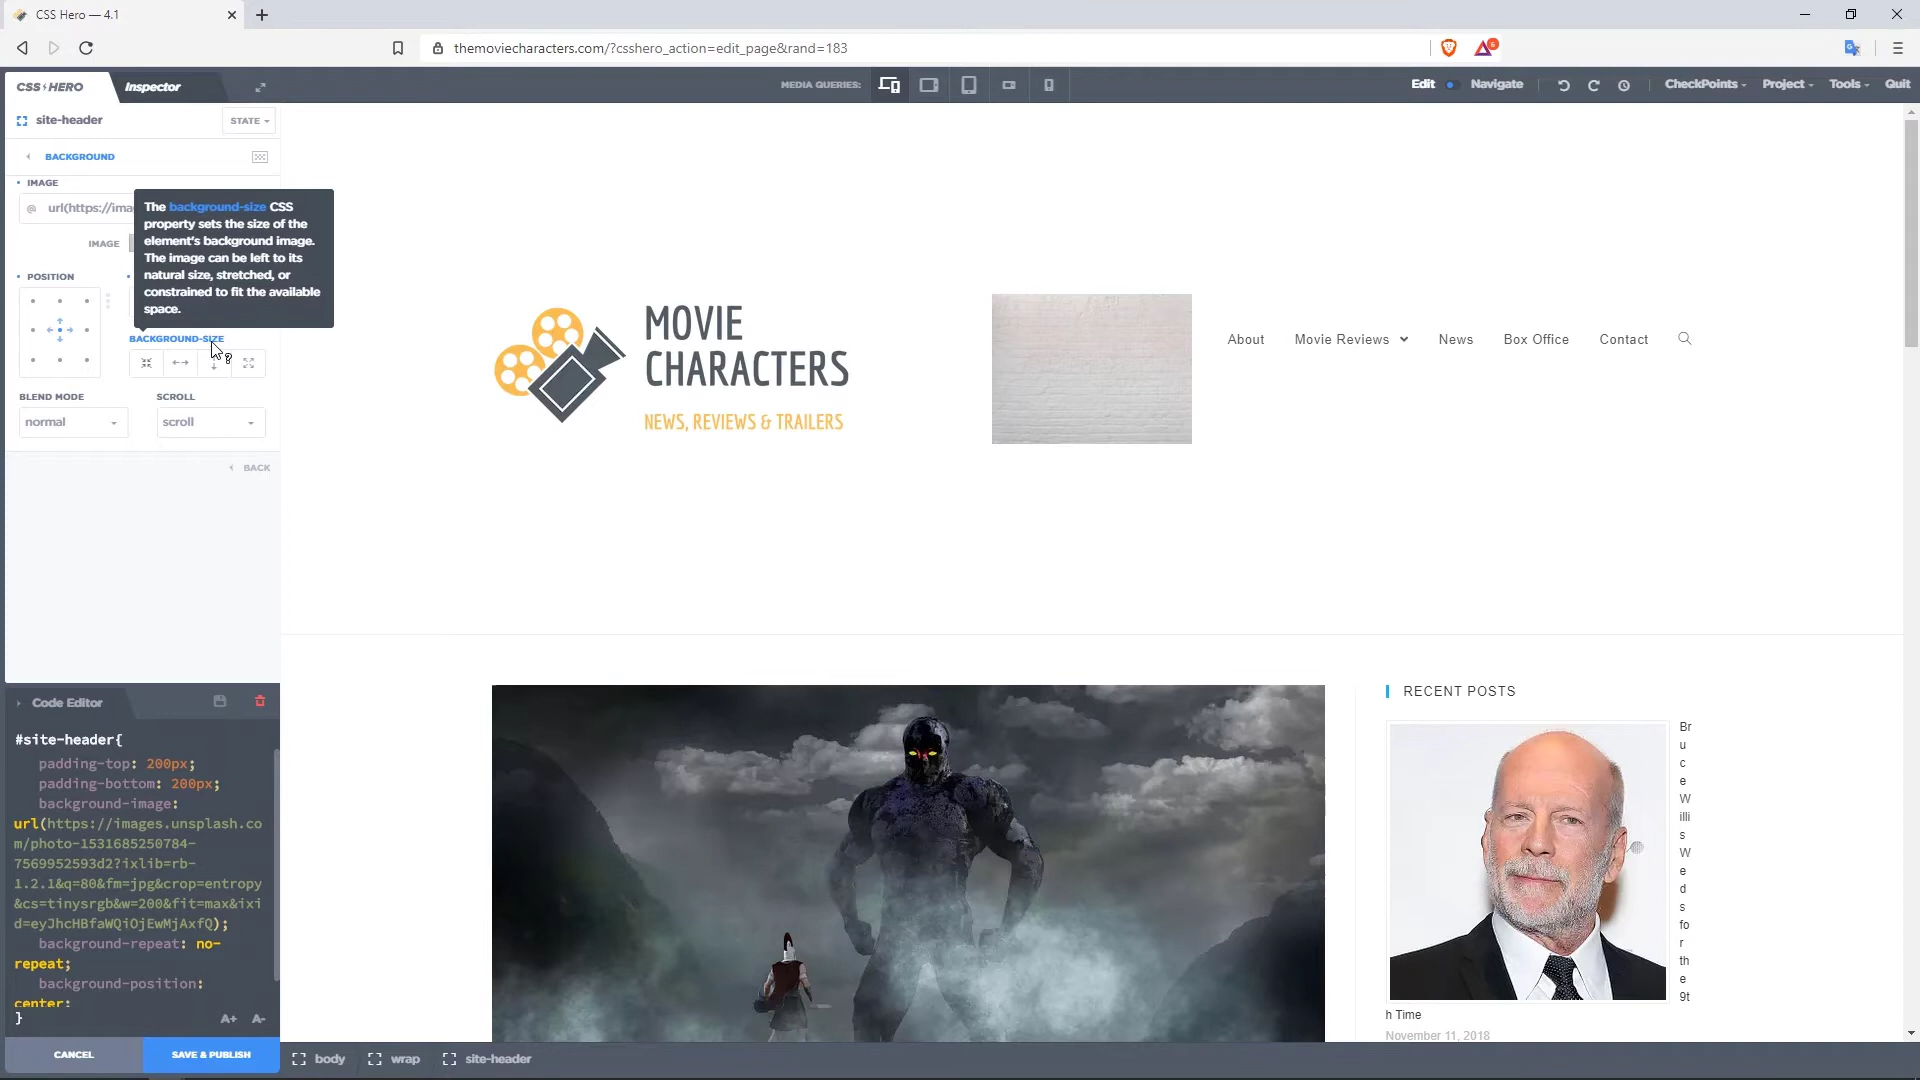 CSS Hero — 4.1
themoviecharacters.com/?csshero_action=edit_page&rand=183
6
CSS HERO
Inspector
MEDIA QUERIES:
Edit
Navigate
CheckPoints
Project
Tools
Quit
site-header
STATE
BACKGROUND
IMAGE
@ url(https://ima
IMAGE
The background-size CSS
property sets the size of the
element's background image.
The image can be left to its
natural size, stretched, or
constrained to fit the available
space.
POSITION
BACKGROUND-SIZE
BLEND MODE
SCROLL
normal
scroll
BACK
MOVIE
CHARACTERS
NEWS, REVIEWS & TRAILERS
About
Movie Reviews
News
Box Office
Contact
RECENT POSTS
Br
u
c
e
W
illi
s
W
e
d
s
fo
r
th
e
9t
h Time
November 11, 2018
Code Editor
#site-header{
padding-top: 200px;
padding-bottom: 200px;
background-image:
url(https://images.unsplash.co
m/photo-1531685250784-
7569952593d2?ixlib=rb-
1.2.1&q=80&fm=jpg&crop=entropy
&cs=tinysrgb&w=200&fit=max&ixi
d=eyJhcHBfaWQiOjEwMjAxfQ);
background-repeat: no-
repeat;
background-position:
center;
}
A+
A-
CANCEL
SAVE & PUBLISH
body
wrap
site-header